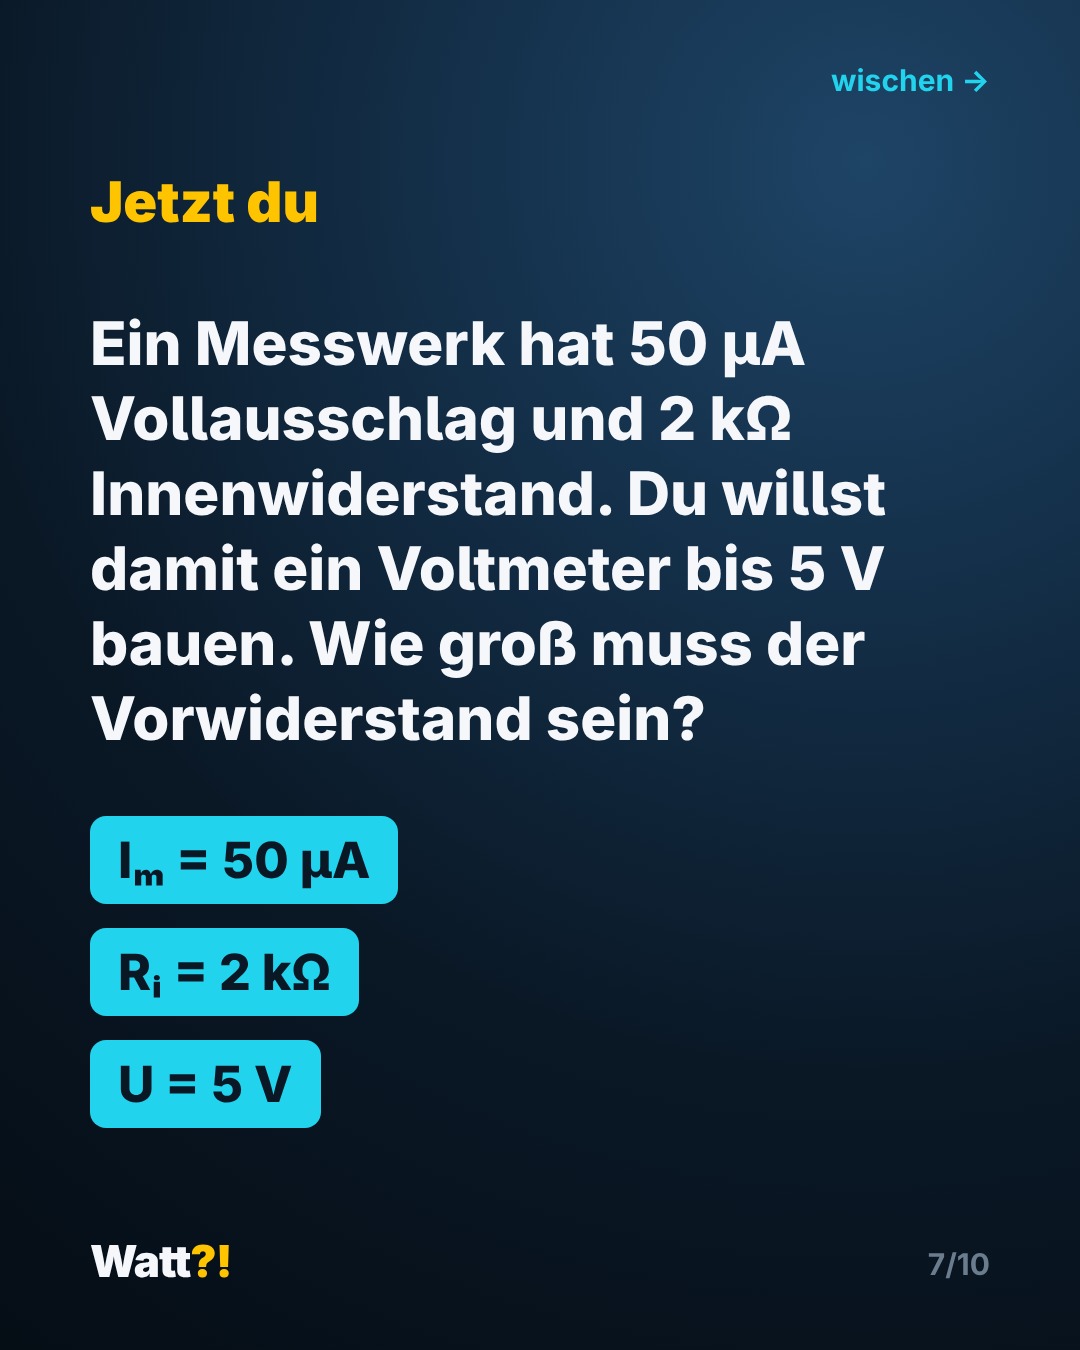 wischen →
Jetzt du
Ein Messwerk hat 50 µA
Vollausschlag und 2 kΩ
Innenwiderstand. Du willst
damit ein Voltmeter bis 5 V
bauen. Wie groß muss der
Vorwiderstand sein?
Iₘ = 50 µA
Rᵢ = 2 kΩ
U = 5 V
Watt?!
7/10